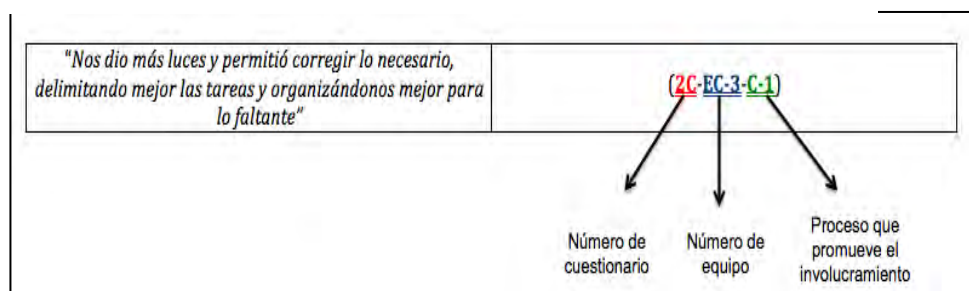 "Nos dio más luces y permitió corregir lo necesario,
delimitando mejor las tareas y organizándonos mejor para
lo faltante"
(2C-EC-3-C-1)
Número de
cuestionario
Número de
equipo
Proceso que
promueve el
involucramiento